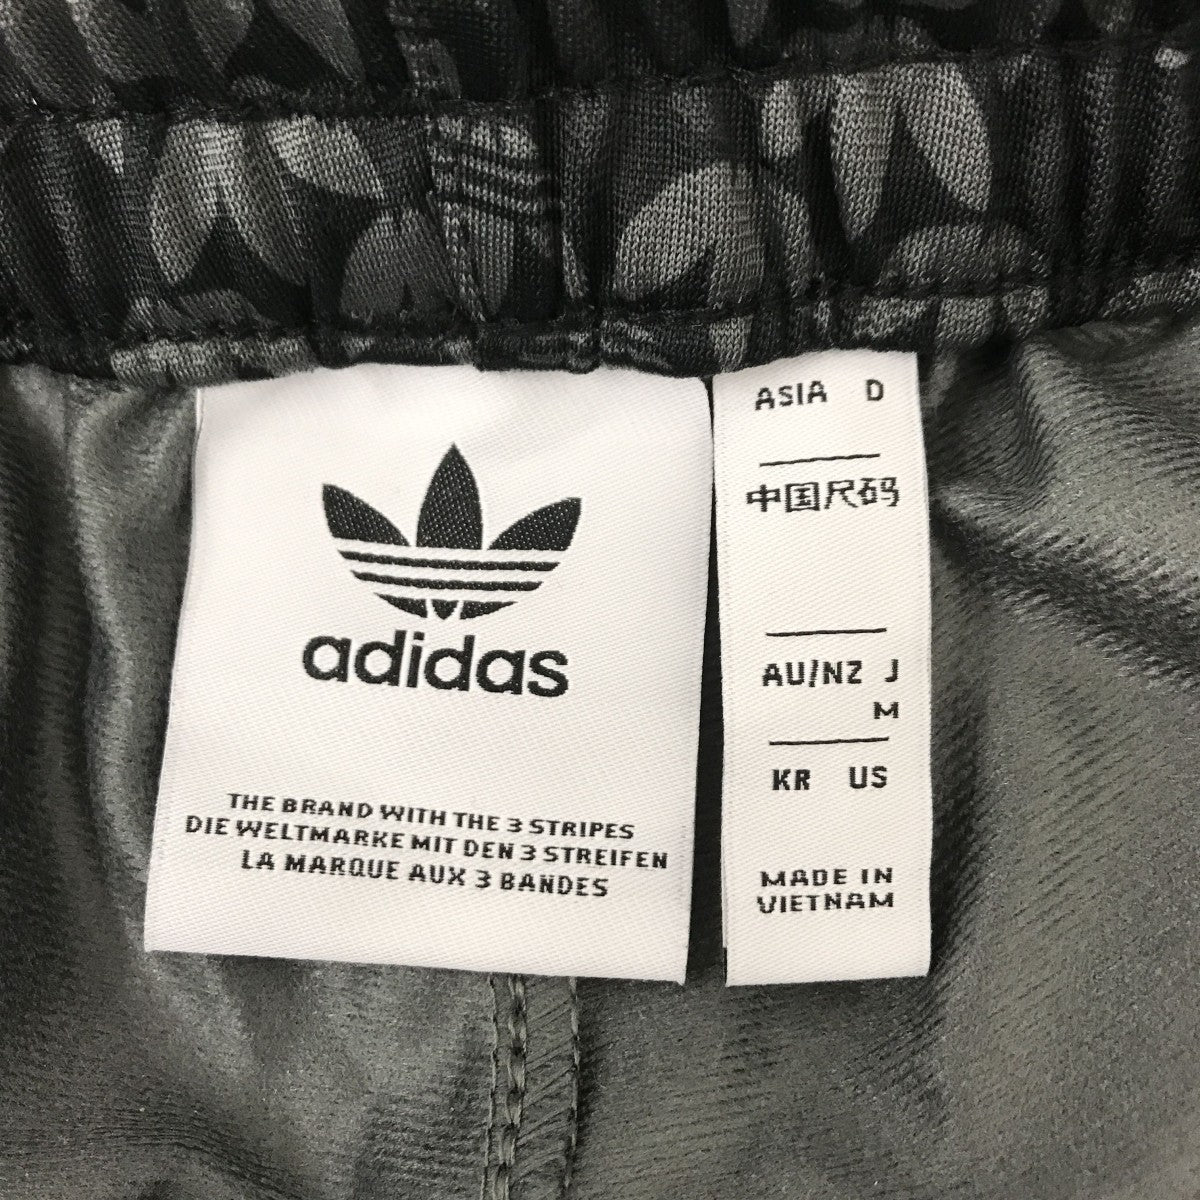 adidas
THE BRAND WITH THE 3 STRIPES
DIE WELTMARKE MIT DEN 3 STREIFEN
LA MARQUE AUX 3 BANDES
ASIA D
中国尺码
AU/NZ J
M
KR US
MADE IN
VIETNAM